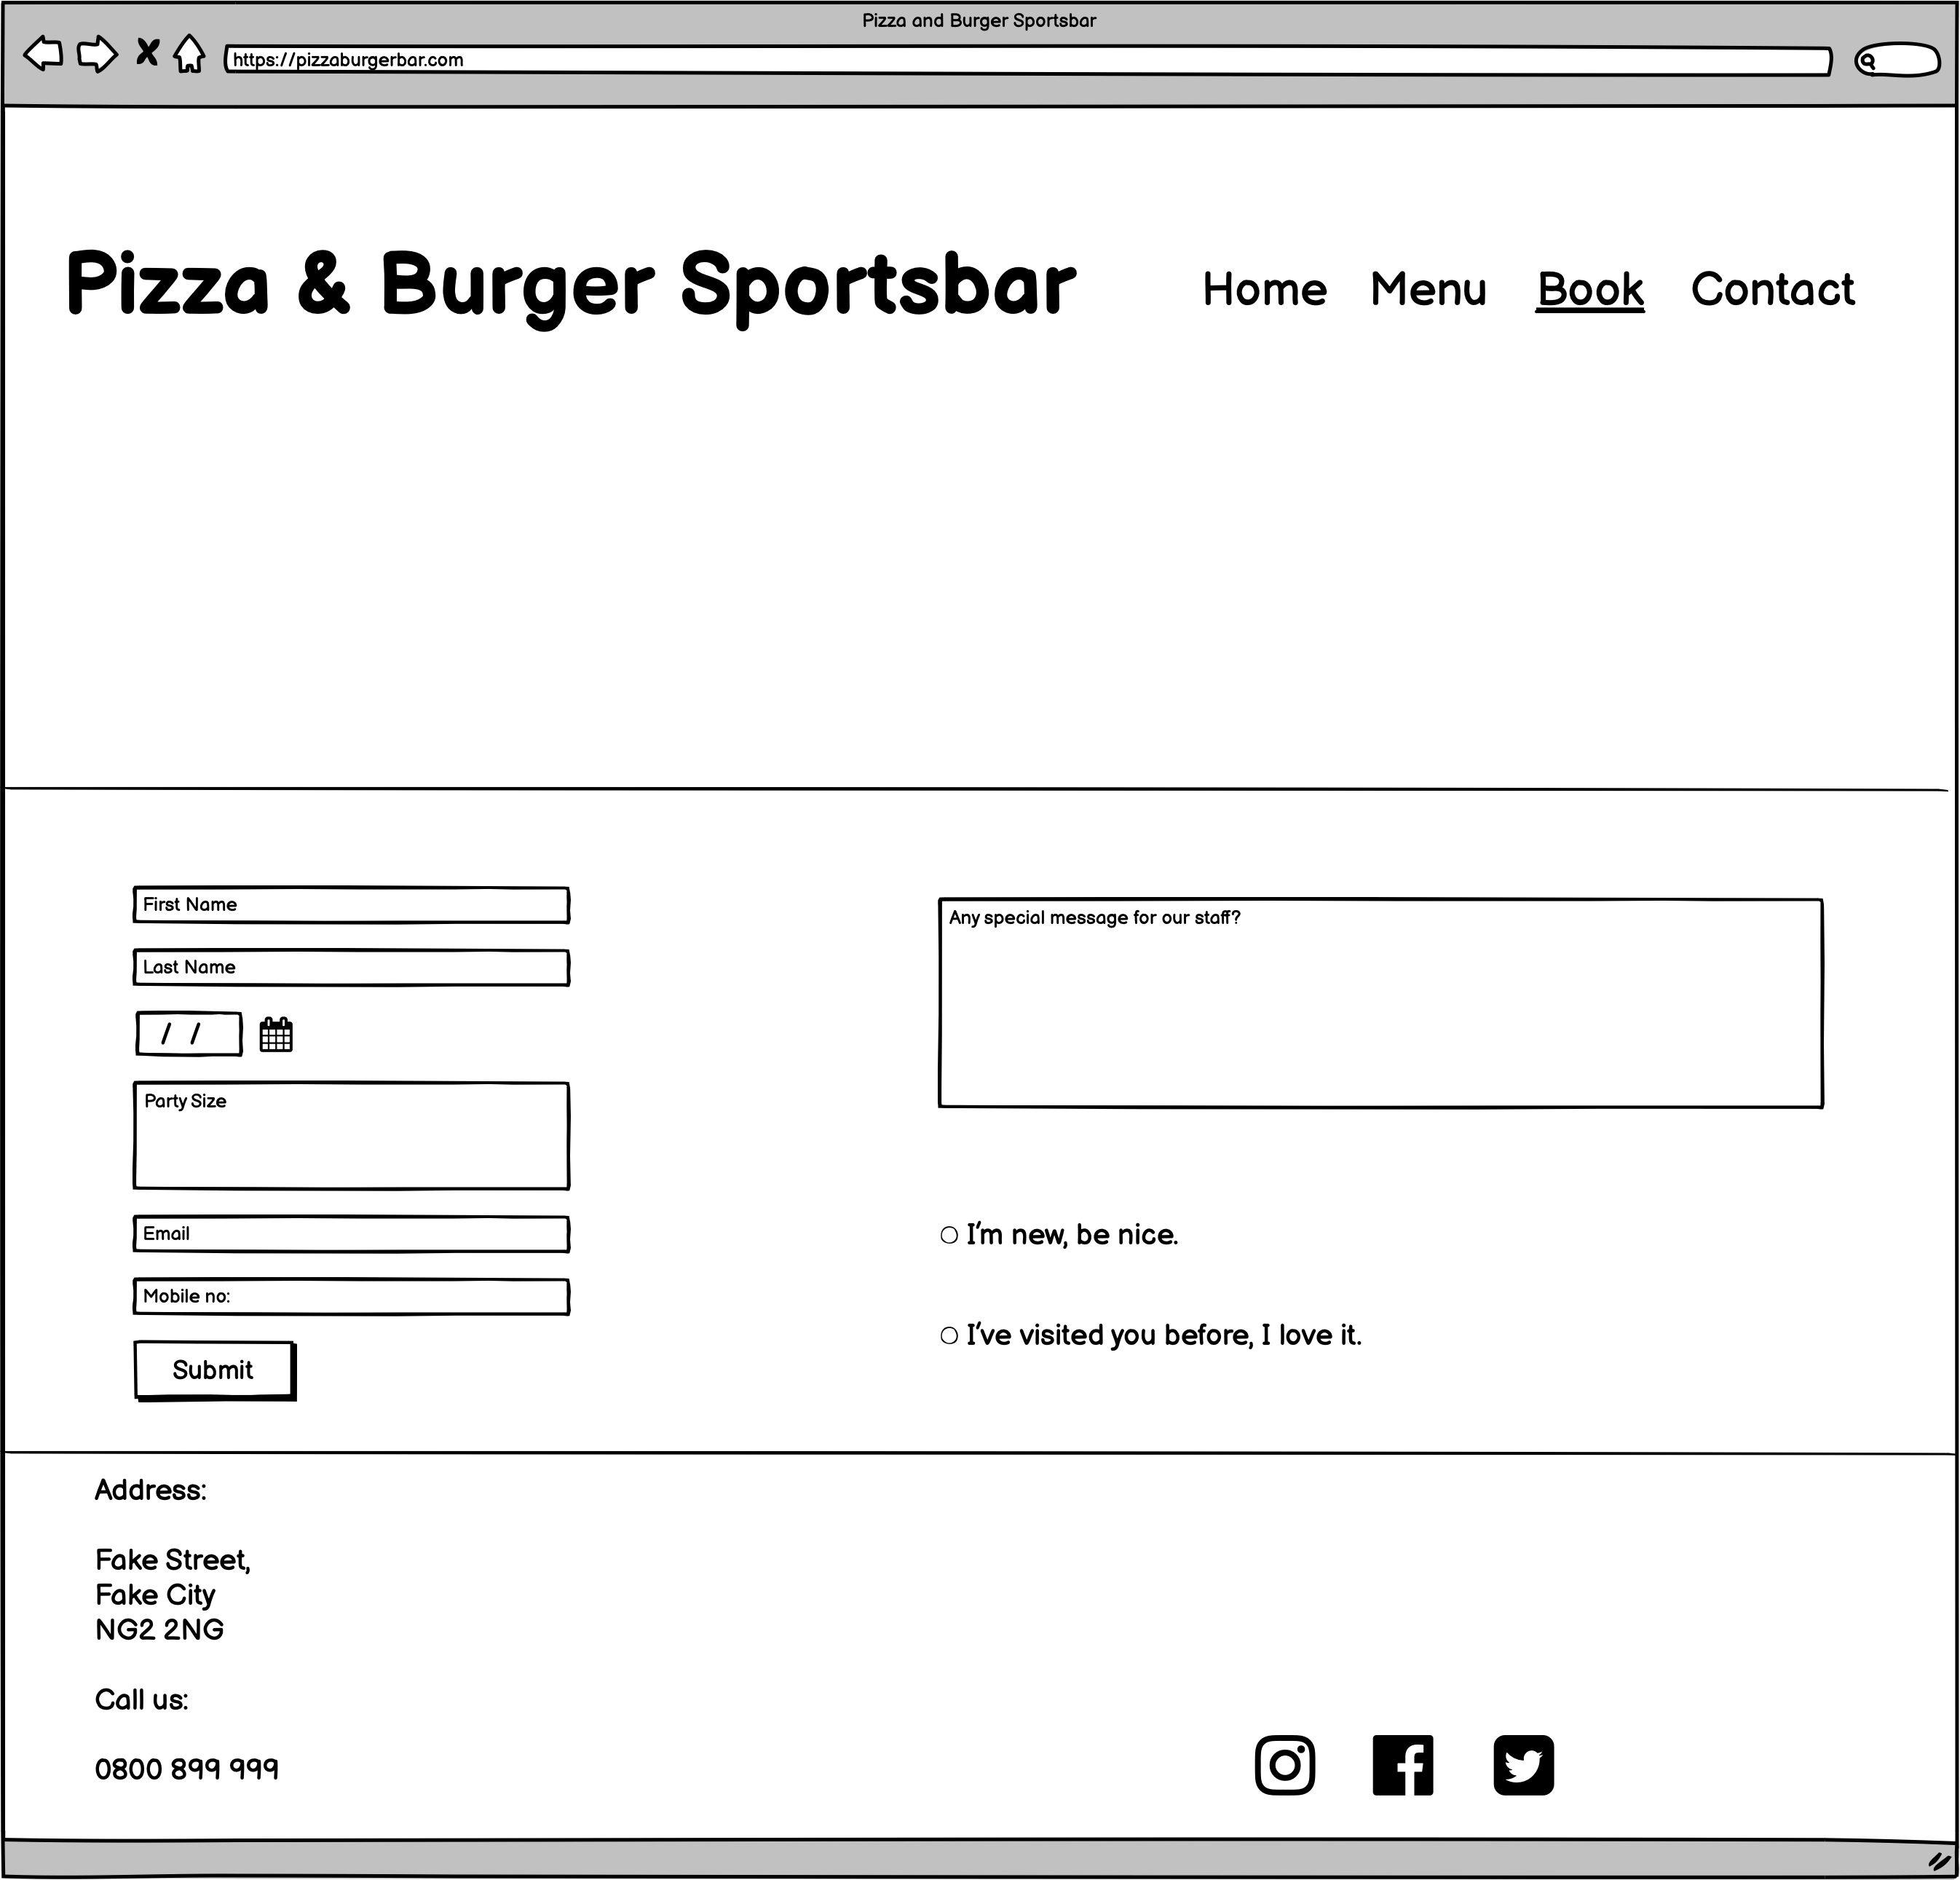 Pizza and Burger Sportsbar
https://pizzaburgerbar.com
Pizza & Burger Sportsbar
Home Menu Book Contact
First Name
Last Name
/ /
Party Size
Email
Mobile no:
Submit
Any special message for our staff?
I'm new, be nice.
I've visited you before, I love it.
Address:
Fake Street,
Fake City
NG2 2NG
Call us:
0800 899 999